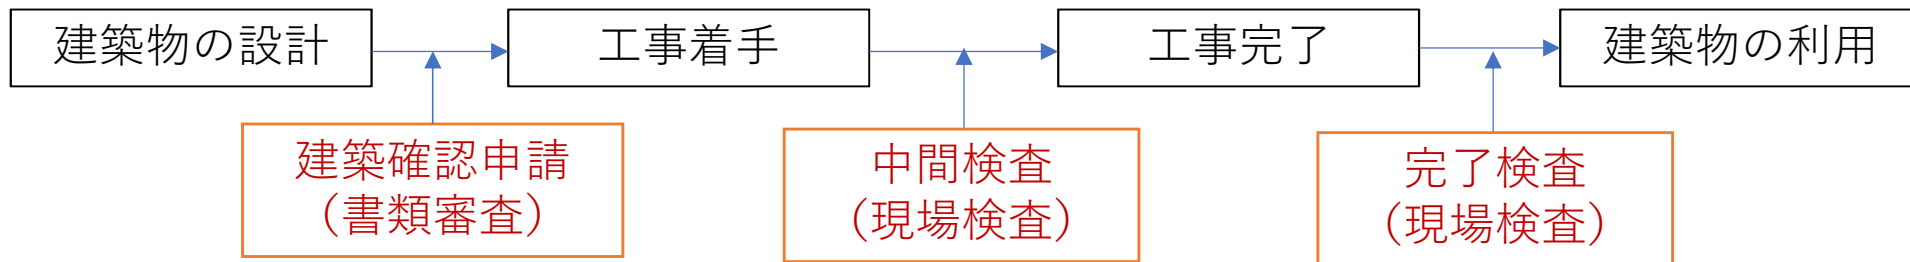 建築物の設計
工事着手
工事完了
建築物の利用
建築確認申請
（書類審査）
中間検査
（現場検査）
完了検査
（現場検査）